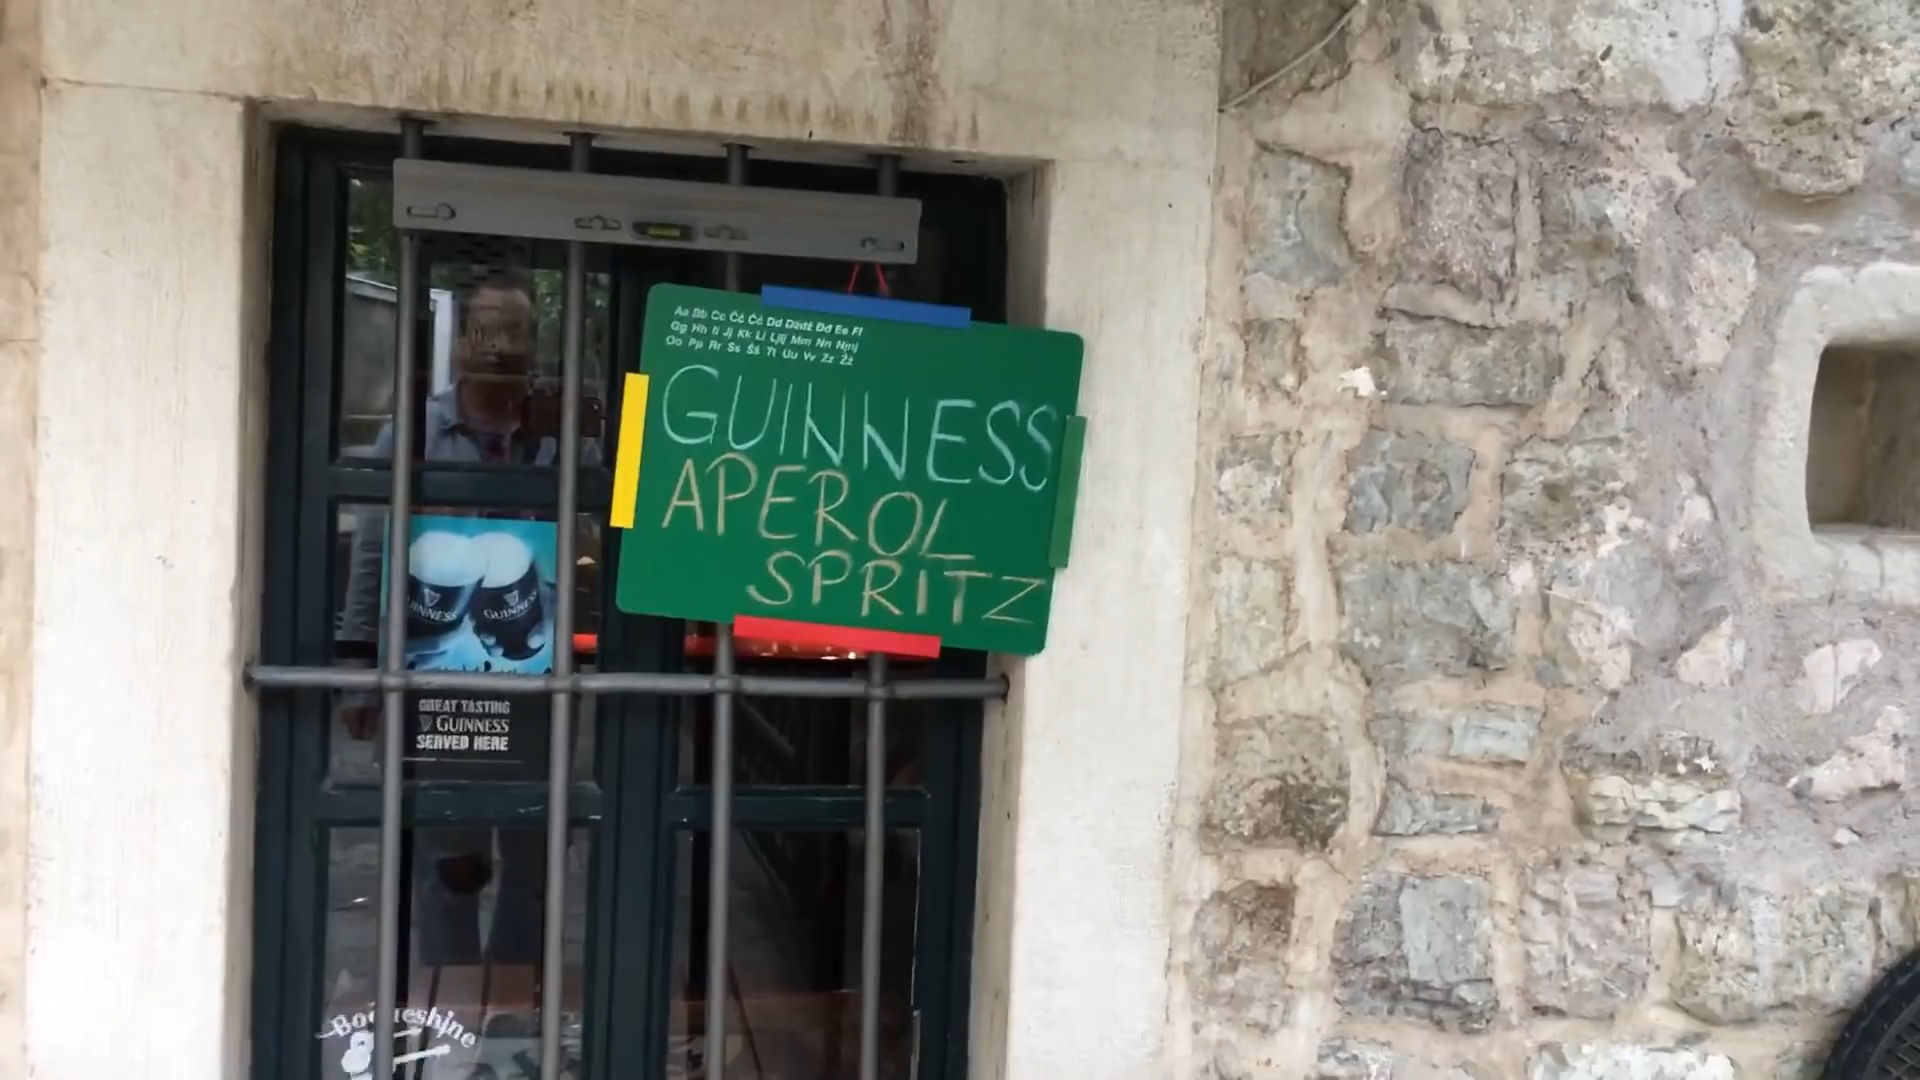 Aa Bb Cc Čč Ćć Dd Dždž Đđ Ee Ff
Gg Hh Ii Jj Kk Ll Ljlj Mm Nn Njnj
Oo Pp Rr Ss Šš Tt Uu Vv Zz Žž
GUINNESS
APEROL
SPRITZ
GUINNESS GUINNESS
GREAT TASTING
GUINNESS
SERVED HERE